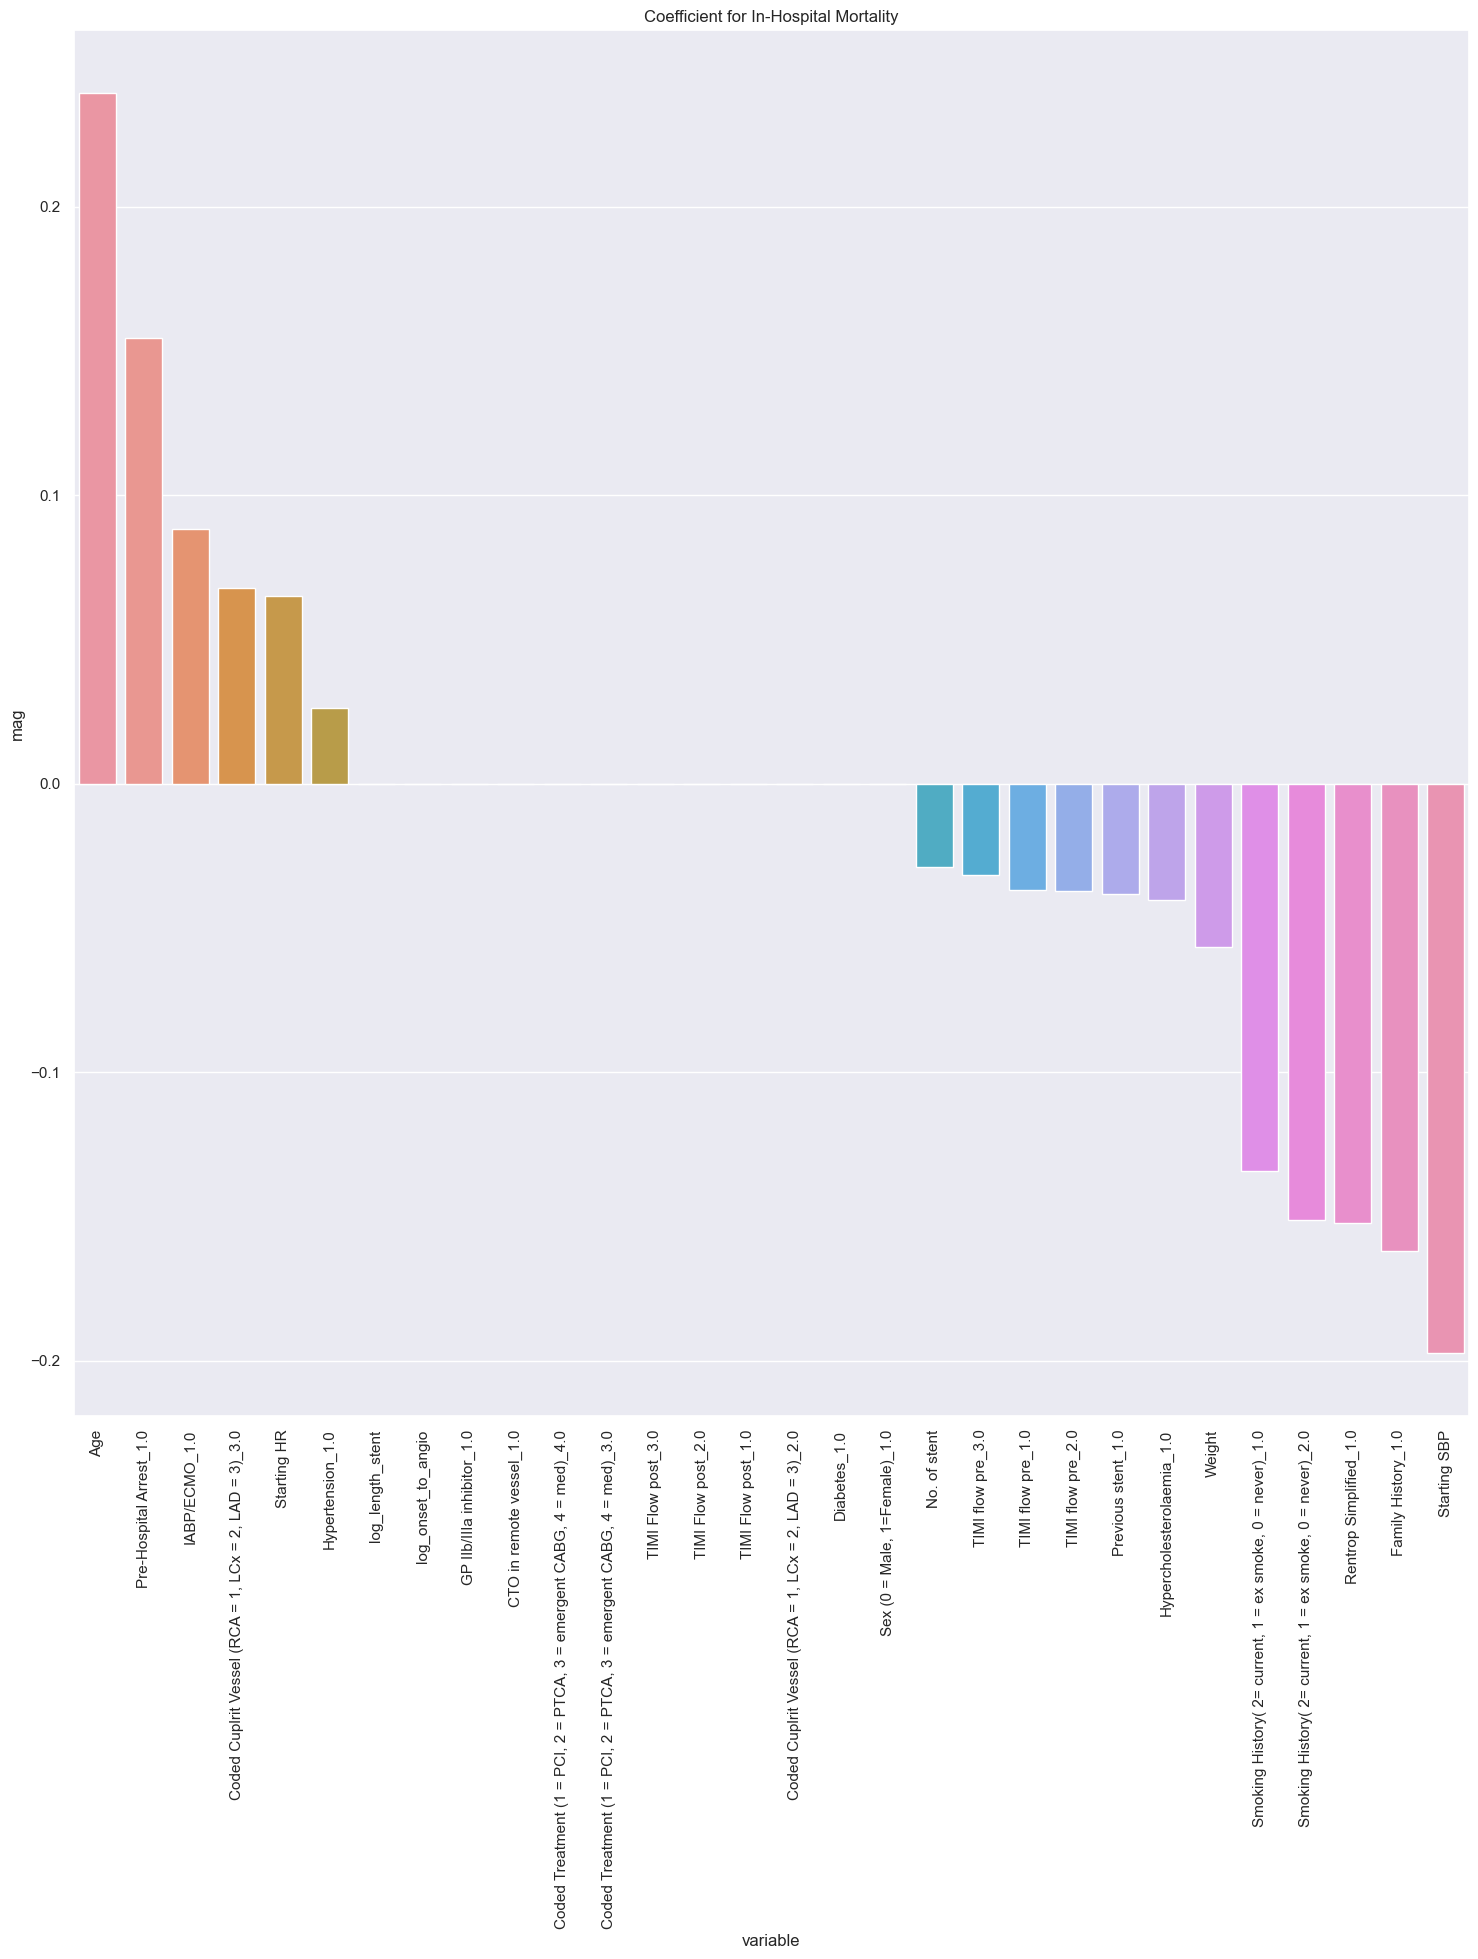 Coefficient for In-Hospital Mortality
0.2
0.1
0.0
−0.1
−0.2
mag
Age
Pre-Hospital Arrest_1.0
IABP/ECMO_1.0
Coded Cuplrit Vessel (RCA = 1, LCx = 2, LAD = 3)_3.0
Starting HR
Hypertension_1.0
log_length_stent
log_onset_to_angio
GP IIb/IIIa inhibitor_1.0
CTO in remote vessel_1.0
Coded Treatment (1 = PCI, 2 = PTCA, 3 = emergent CABG, 4 = med)_4.0
Coded Treatment (1 = PCI, 2 = PTCA, 3 = emergent CABG, 4 = med)_3.0
TIMI Flow post_3.0
TIMI Flow post_2.0
TIMI Flow post_1.0
Coded Cuplrit Vessel (RCA = 1, LCx = 2, LAD = 3)_2.0
Diabetes_1.0
Sex (0 = Male, 1=Female)_1.0
No. of stent
TIMI flow pre_3.0
TIMI flow pre_1.0
TIMI flow pre_2.0
Previous stent_1.0
Hypercholesterolaemia_1.0
Weight
Smoking History( 2= current, 1 = ex smoke, 0 = never)_1.0
Smoking History( 2= current, 1 = ex smoke, 0 = never)_2.0
Rentrop Simplified_1.0
Family History_1.0
Starting SBP
variable